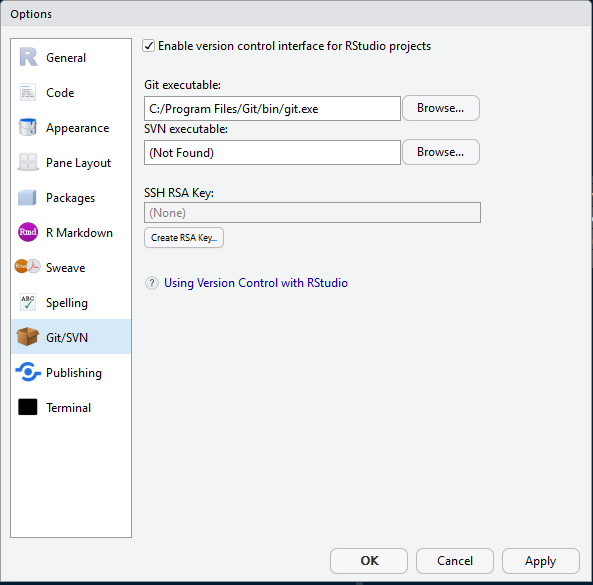 Options
General
Code
Appearance
Pane Layout
Packages
Rmd
R Markdown
Sweave
ABC
Spelling
Git/SVN
Publishing
Terminal
Enable version control interface for RStudio projects
Git executable:
C:/Program Files/Git/bin/git.exe
Browse...
SVN executable:
(Not Found)
Browse...
SSH RSA Key:
(None)
Create RSA Key...
? Using Version Control with RStudio
OK
Cancel
Apply